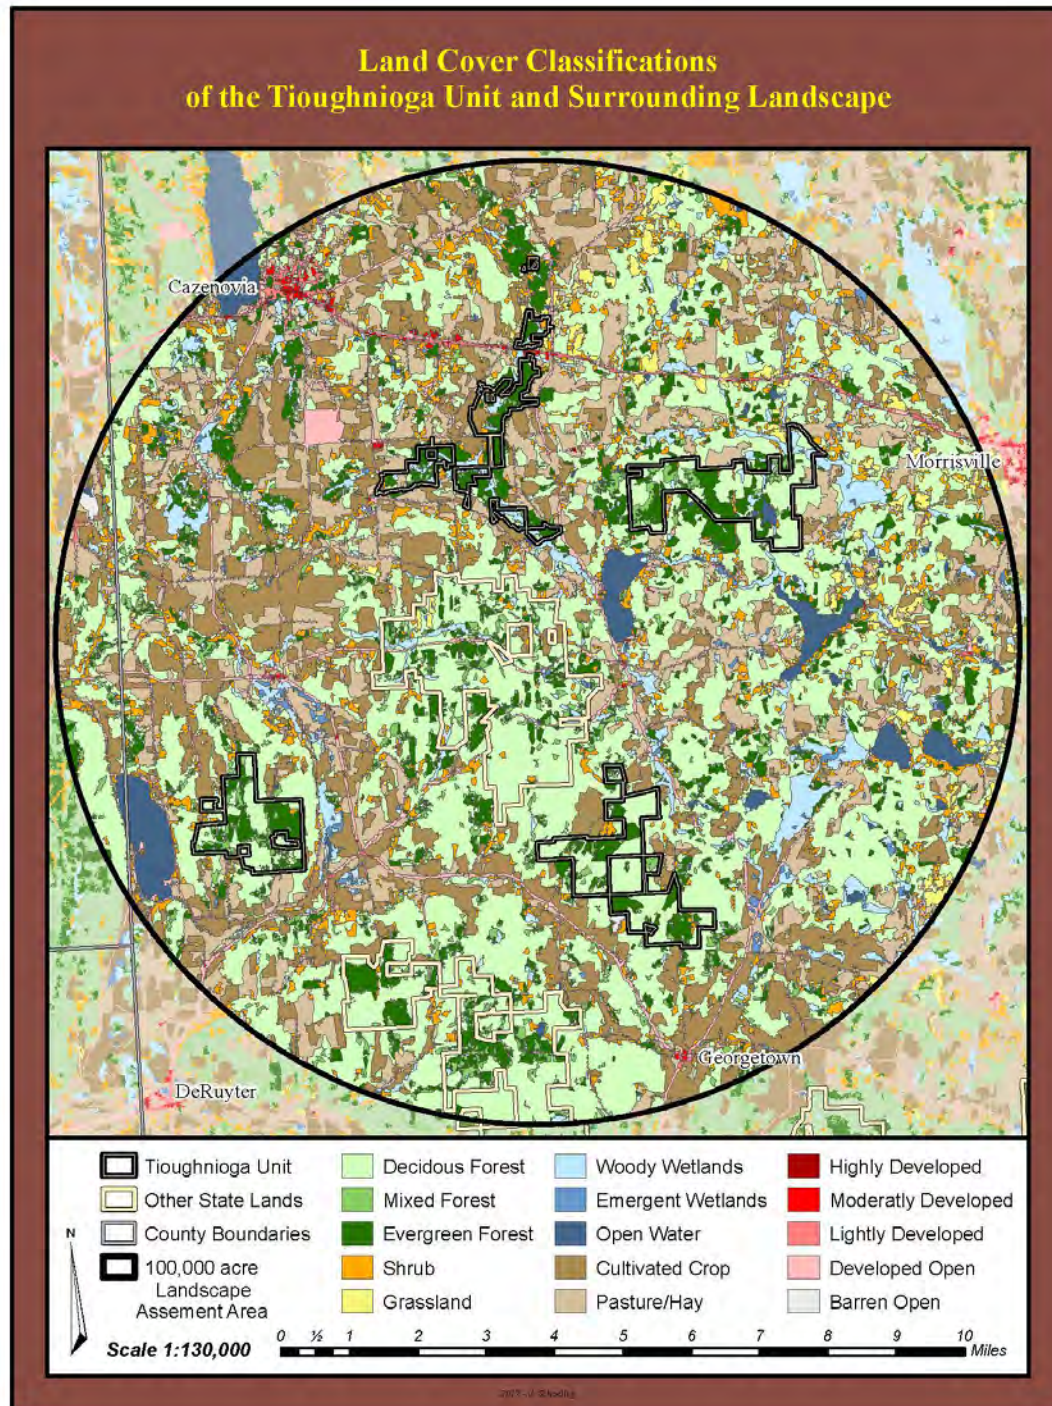 Land Cover Classifications
of the Tioughnioga Unit and Surrounding Landscape
Cazenovia
Morrisville
Georgetown
DeRuyter
Tioughnioga Unit
Other State Lands
County Boundaries
100,000 acre
Landscape
Assement Area
Decidous Forest
Mixed Forest
Evergreen Forest
Shrub
Grassland
Woody Wetlands
Emergent Wetlands
Open Water
Cultivated Crop
Pasture/Hay
Highly Developed
Moderatly Developed
Lightly Developed
Developed Open
Barren Open
N
Scale 1:130,000
0 ½ 1 2 3 4 5 6 7 8 9 10
Miles